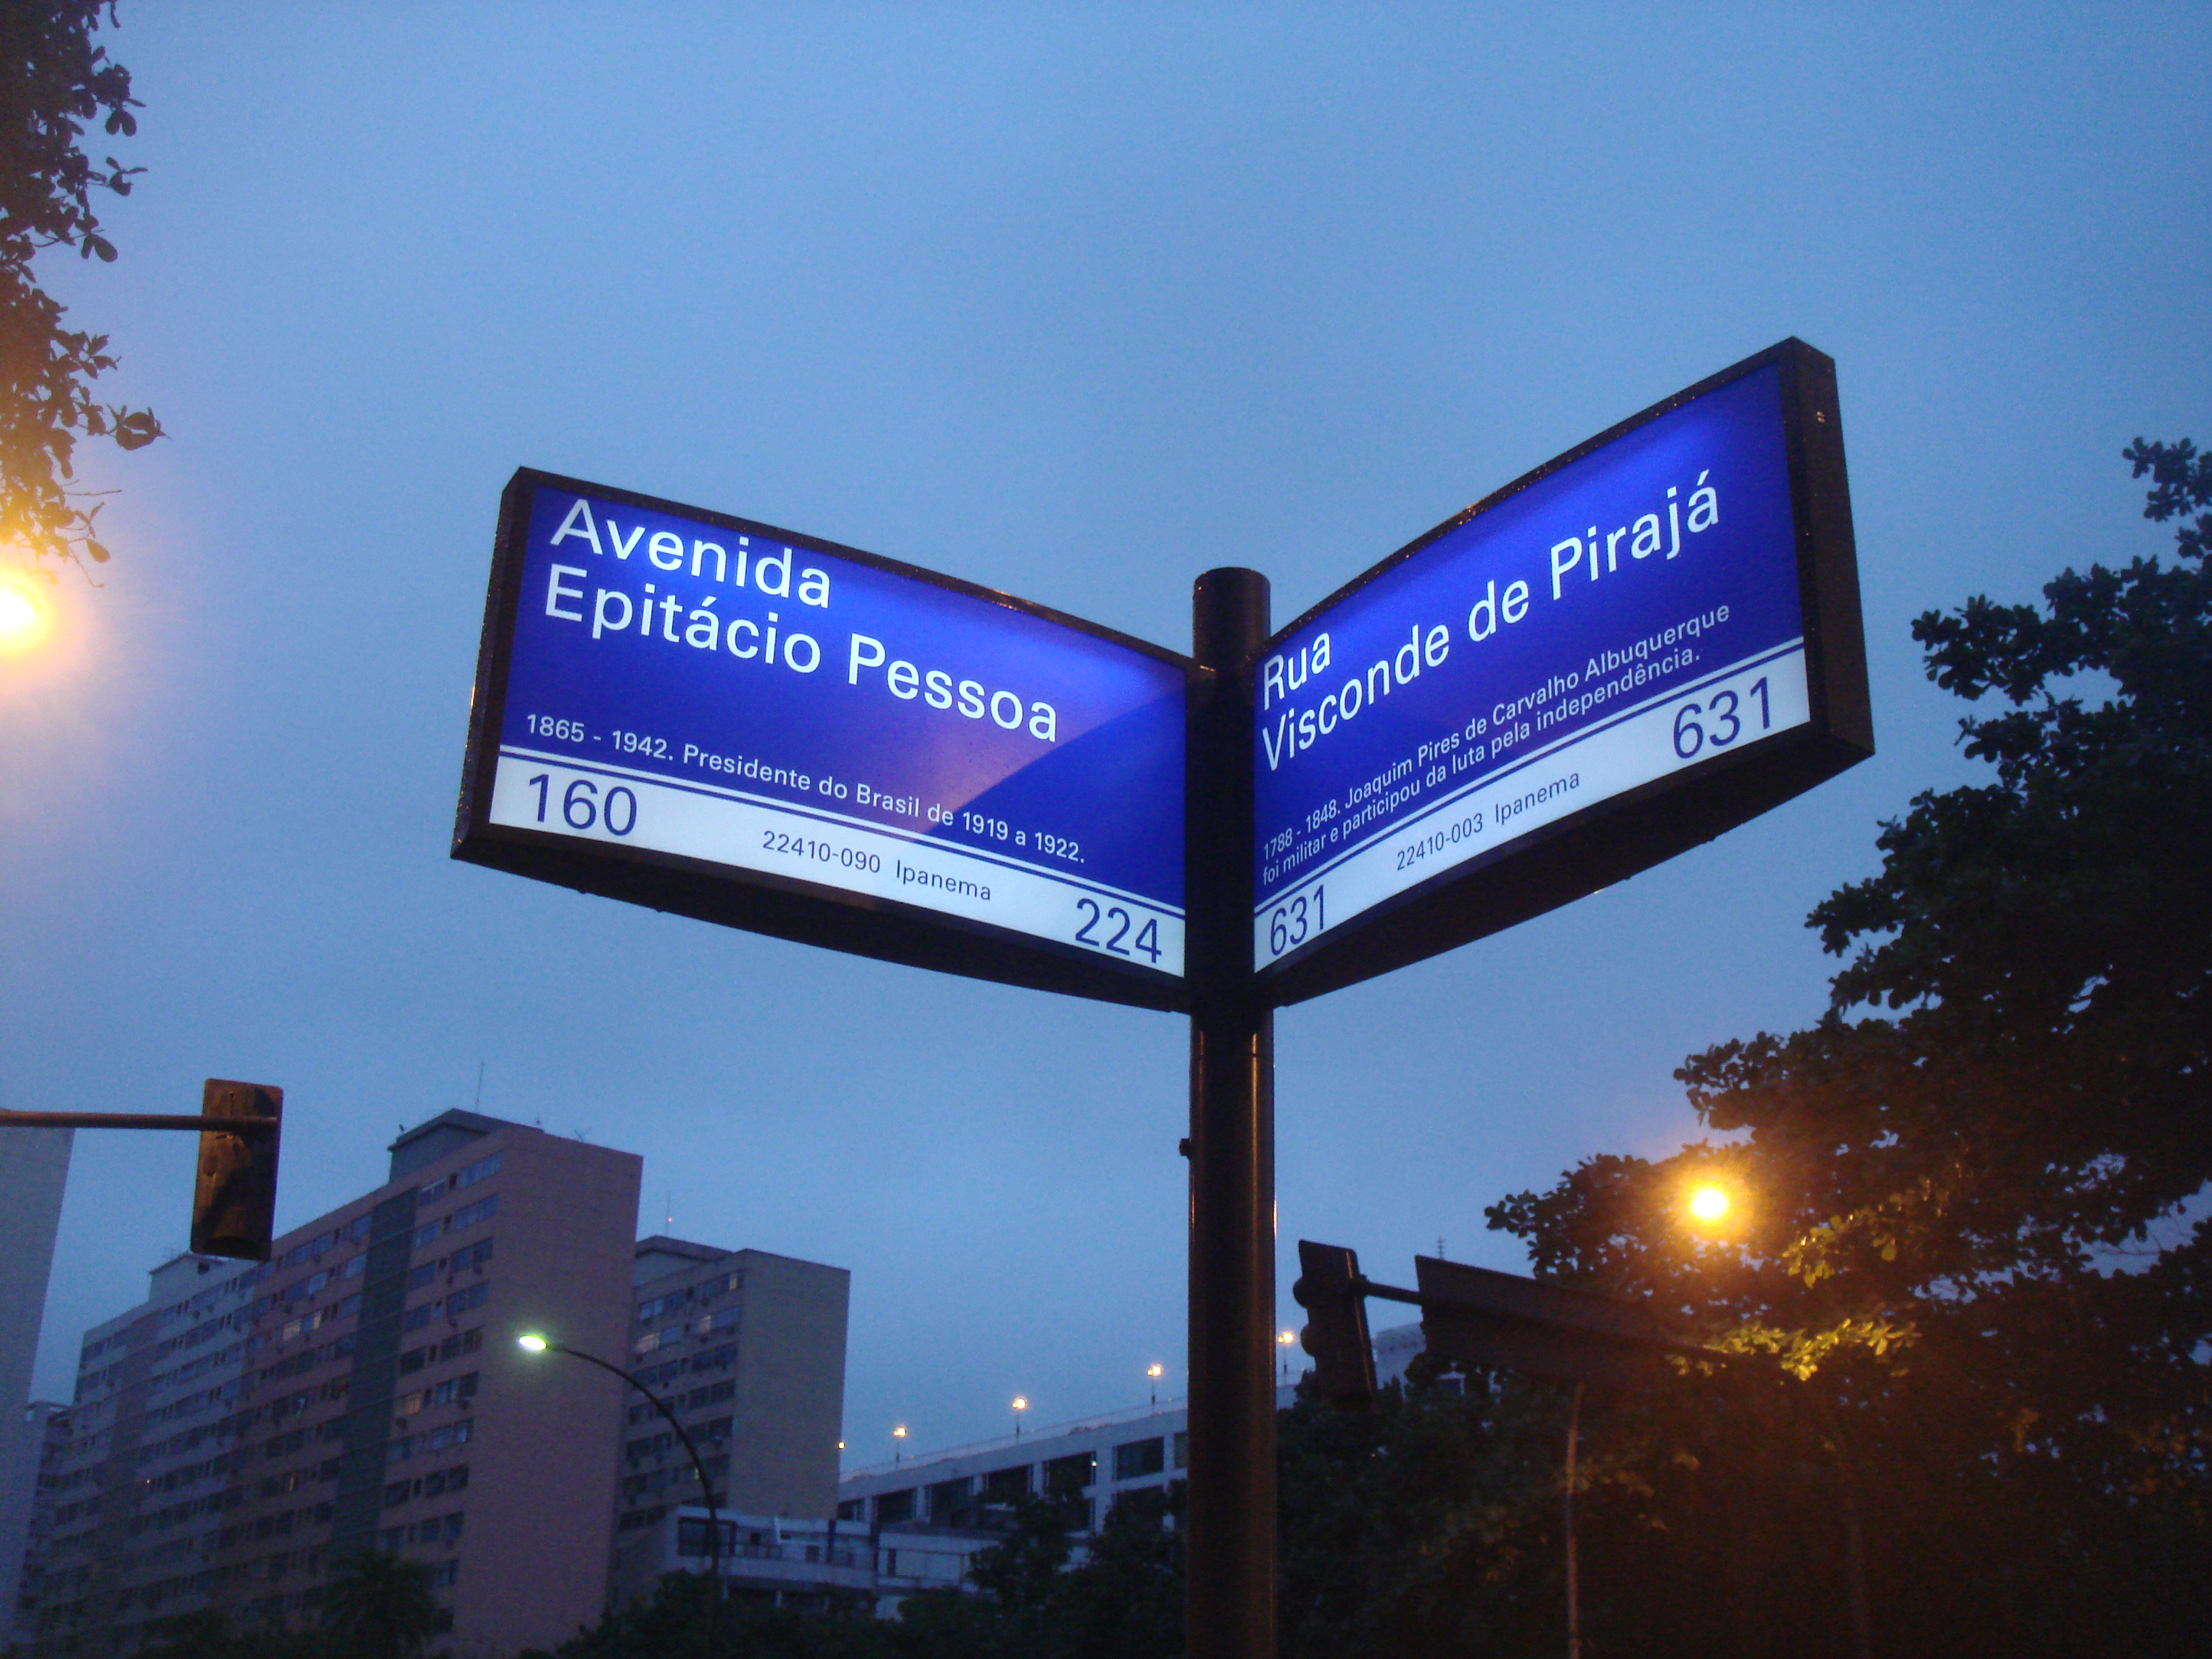 Avenida
Epitácio Pessoa
1865 - 1942. Presidente do Brasil de 1919 a 1922.
160 22410-090 Ipanema 224
Rua
Visconde de Pirajá
1788 - 1848. Joaquim Pires de Carvalho Albuquerque
foi militar e participou da luta pela independência.
631 22410-003 Ipanema 631